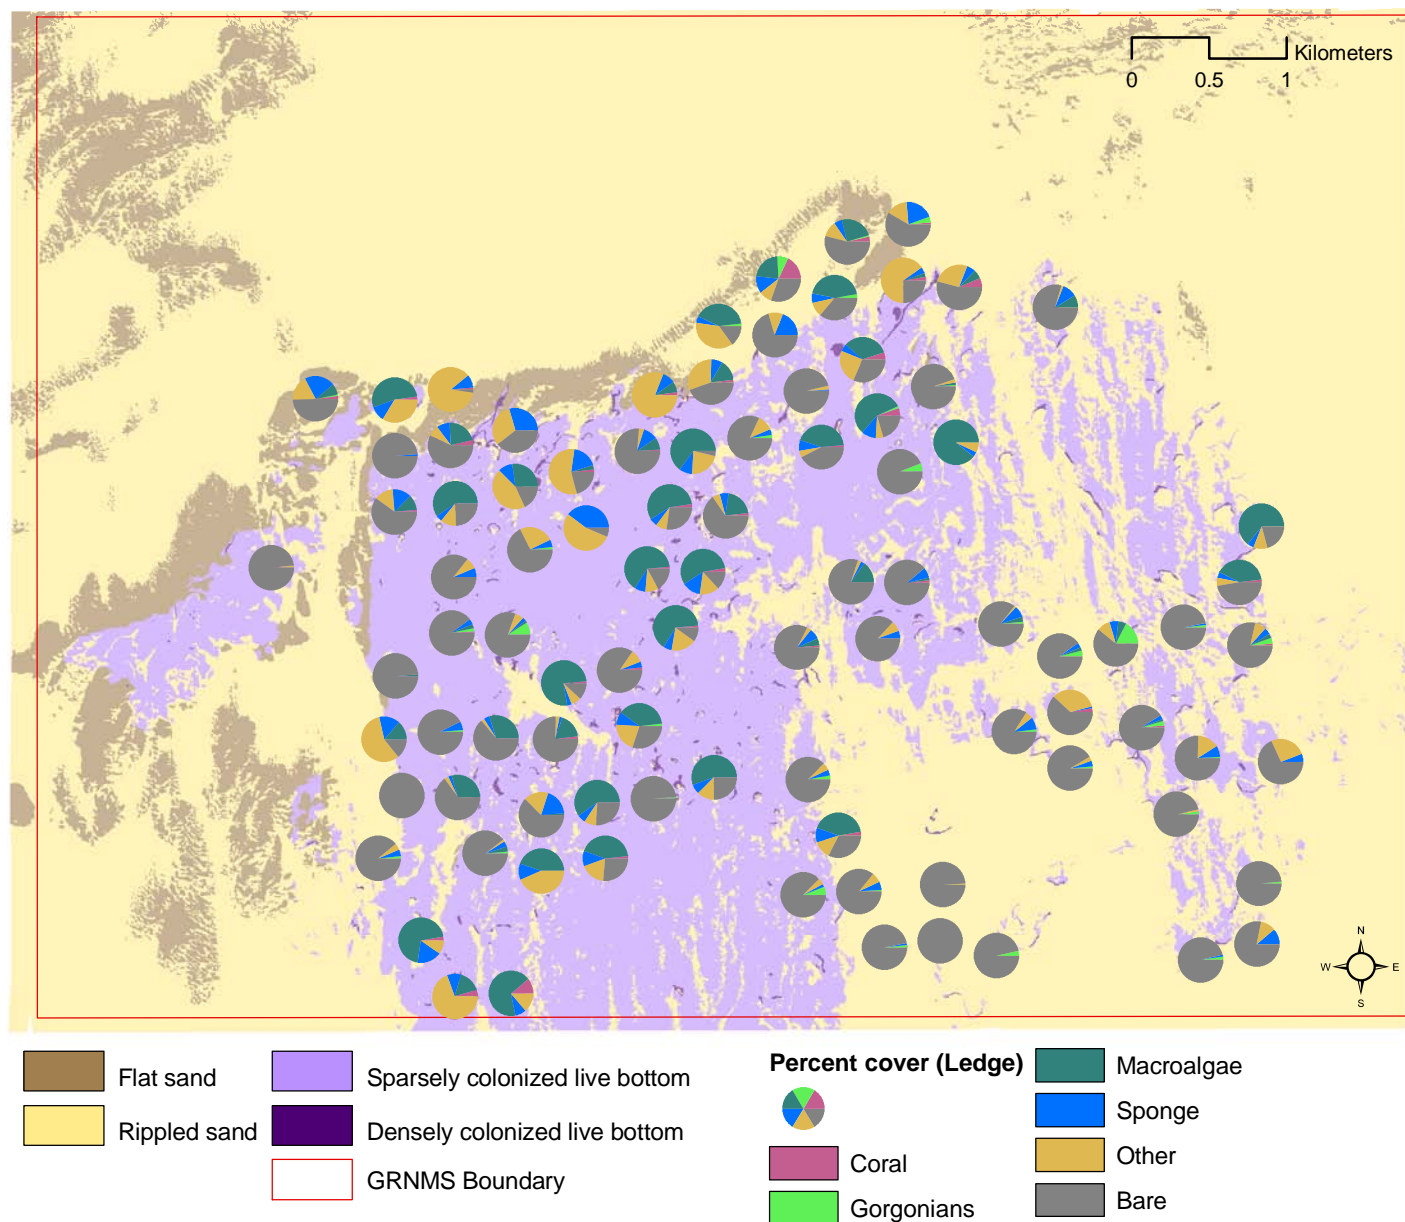 Kilometers
0 0.5 1
N
W E
S
Flat sand
Rippled sand
Sparsely colonized live bottom
Densely colonized live bottom
GRNMS Boundary
Percent cover (Ledge)
Coral
Gorgonians
Macroalgae
Sponge
Other
Bare